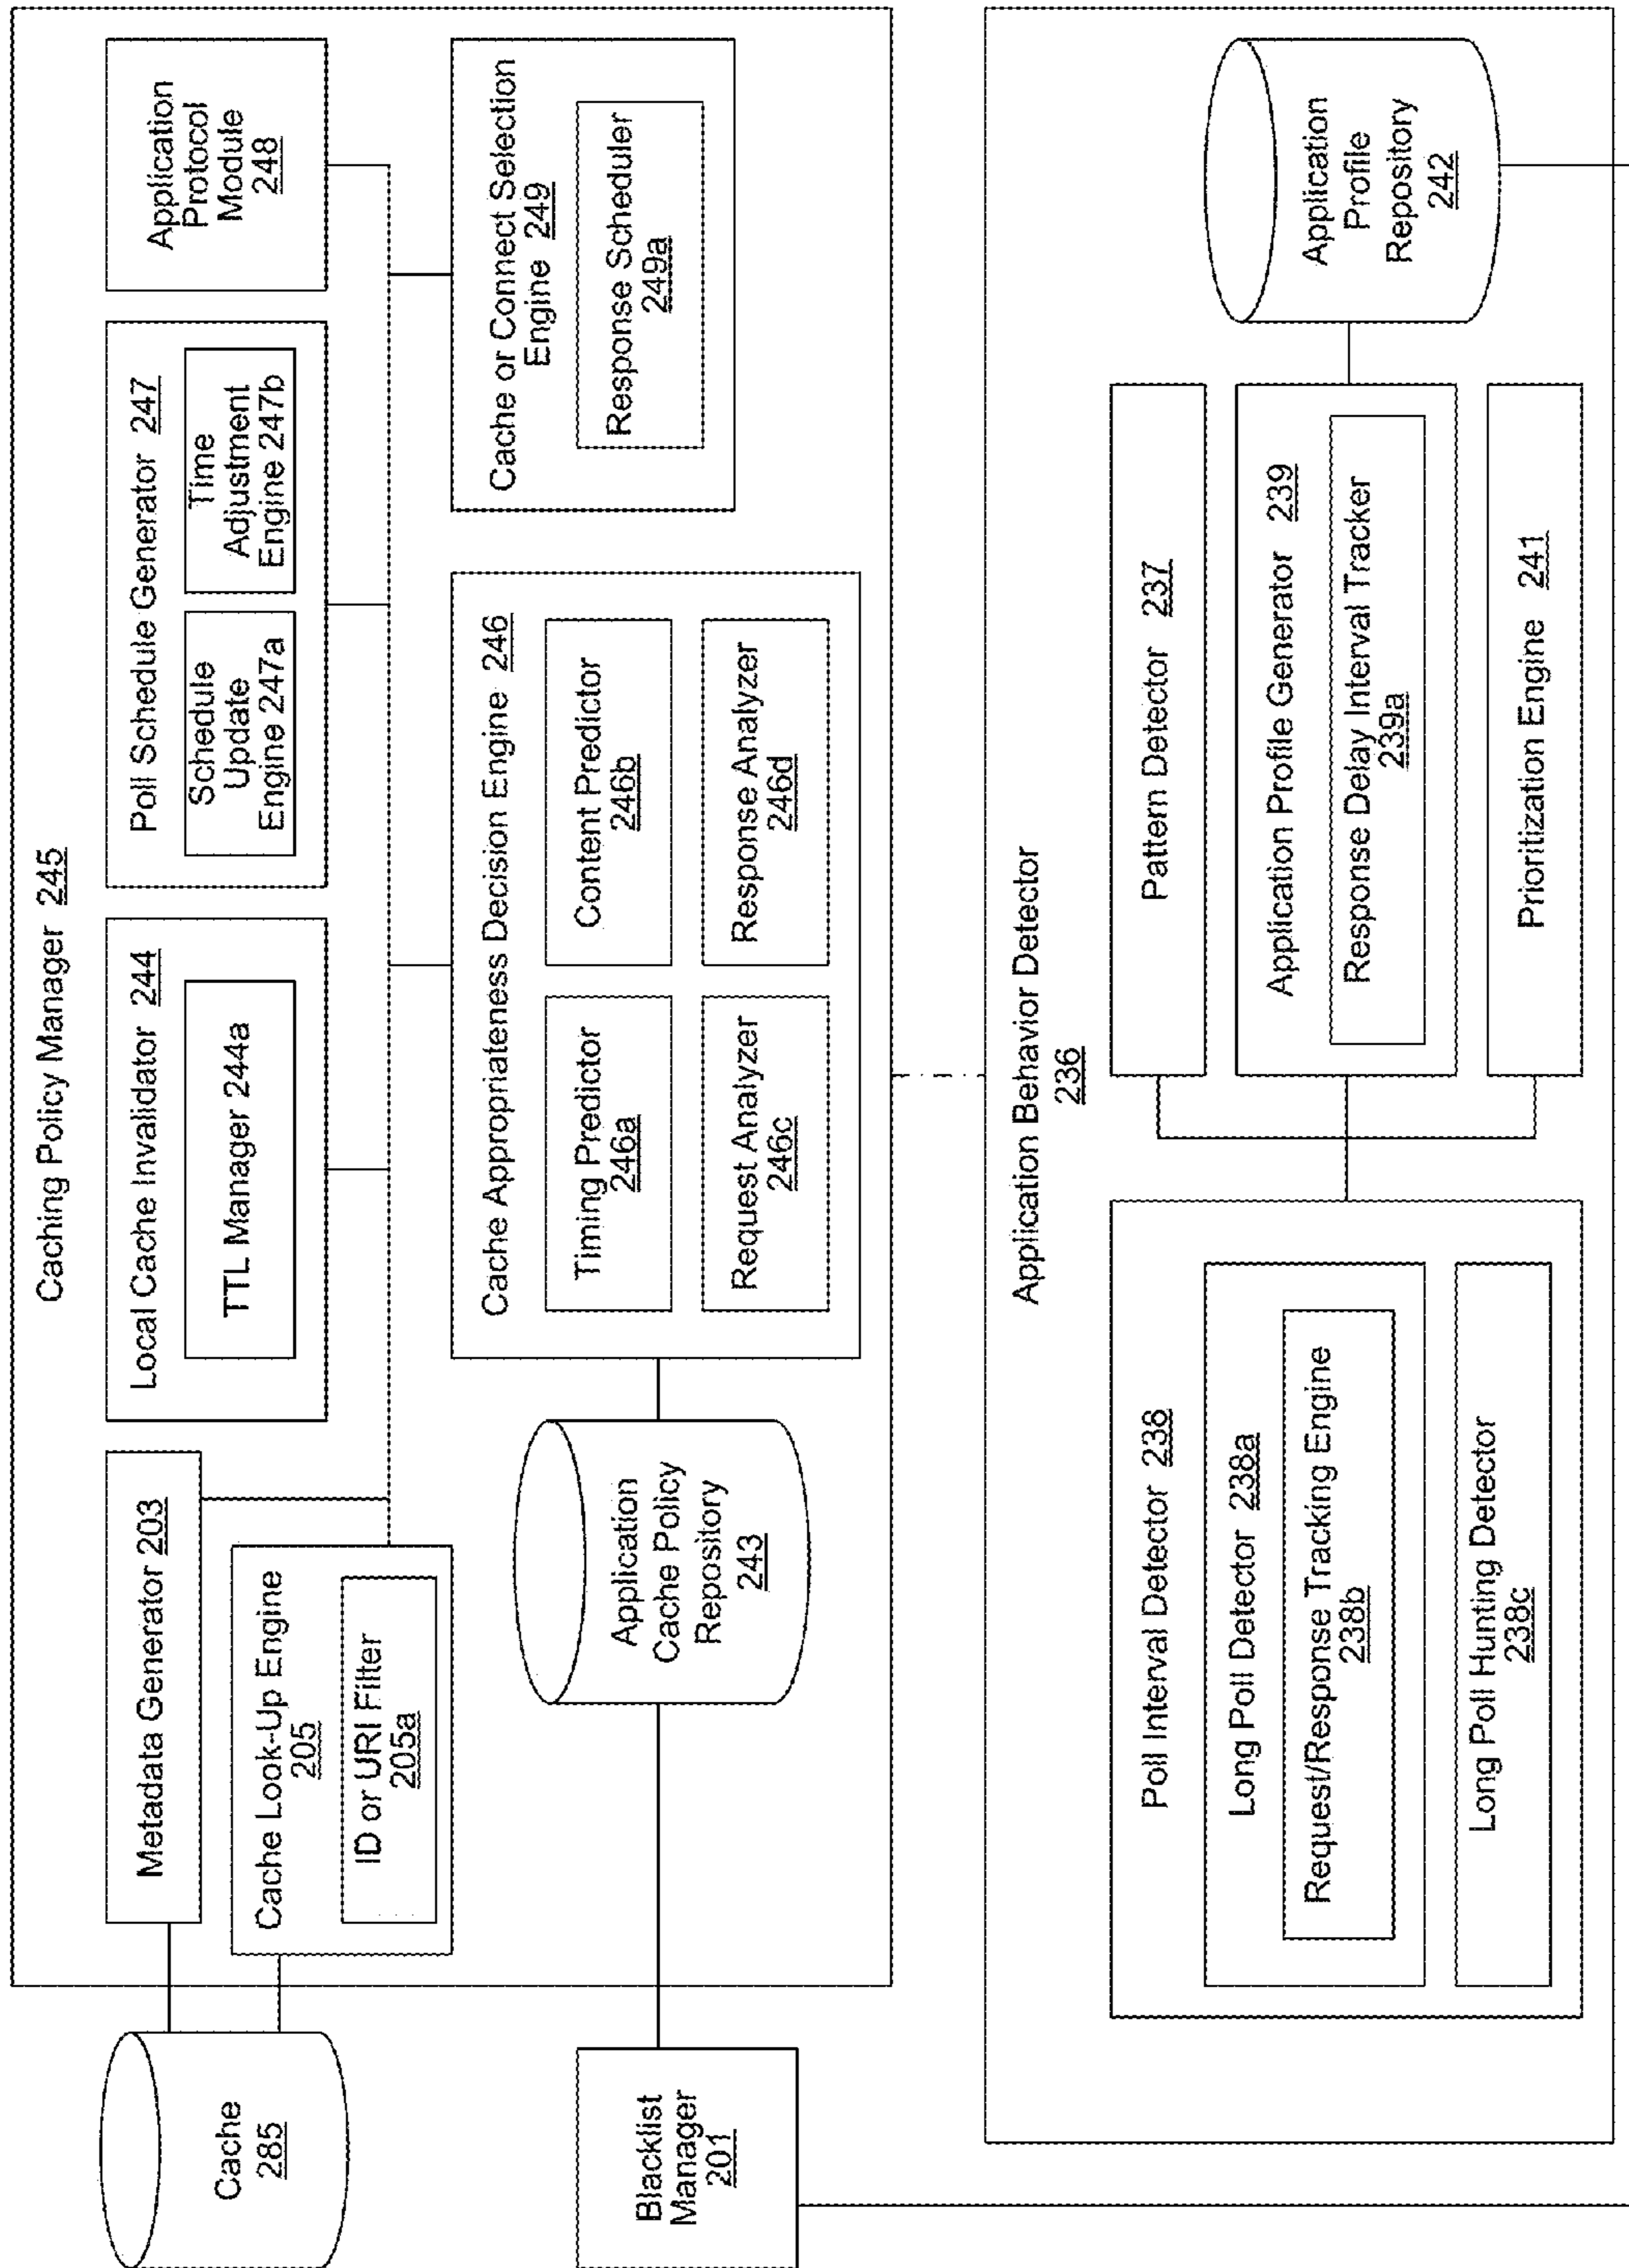 Caching Policy Manager 245
Cache
285
Metadata Generator 203
Cache Look-Up Engine
205
ID or URI Filter
205a
Local Cache Invalidator 244
TTL Manager 244a
Poll Schedule Generator 247
Schedule
Update
Engine 247a
Time
Adjustment
Engine 247b
Application
Protocol
Module
248
Blacklist
Manager
201
Application
Cache Policy
Repository
243
Cache Appropriateness Decision Engine 246
Timing Predictor
246a
Content Predictor
246b
Request Analyzer
246c
Response Analyzer
246d
Cache or Connect Selection
Engine 249
Response Scheduler
249a
Application Behavior Detector
236
Poll Interval Detector 238
Long Poll Detector 238a
Request/Response Tracking Engine
238b
Long Poll Hunting Detector
238c
Pattern Detector 237
Application Profile Generator 239
Response Delay Interval Tracker
239a
Prioritization Engine 241
Application
Profile
Repository
242